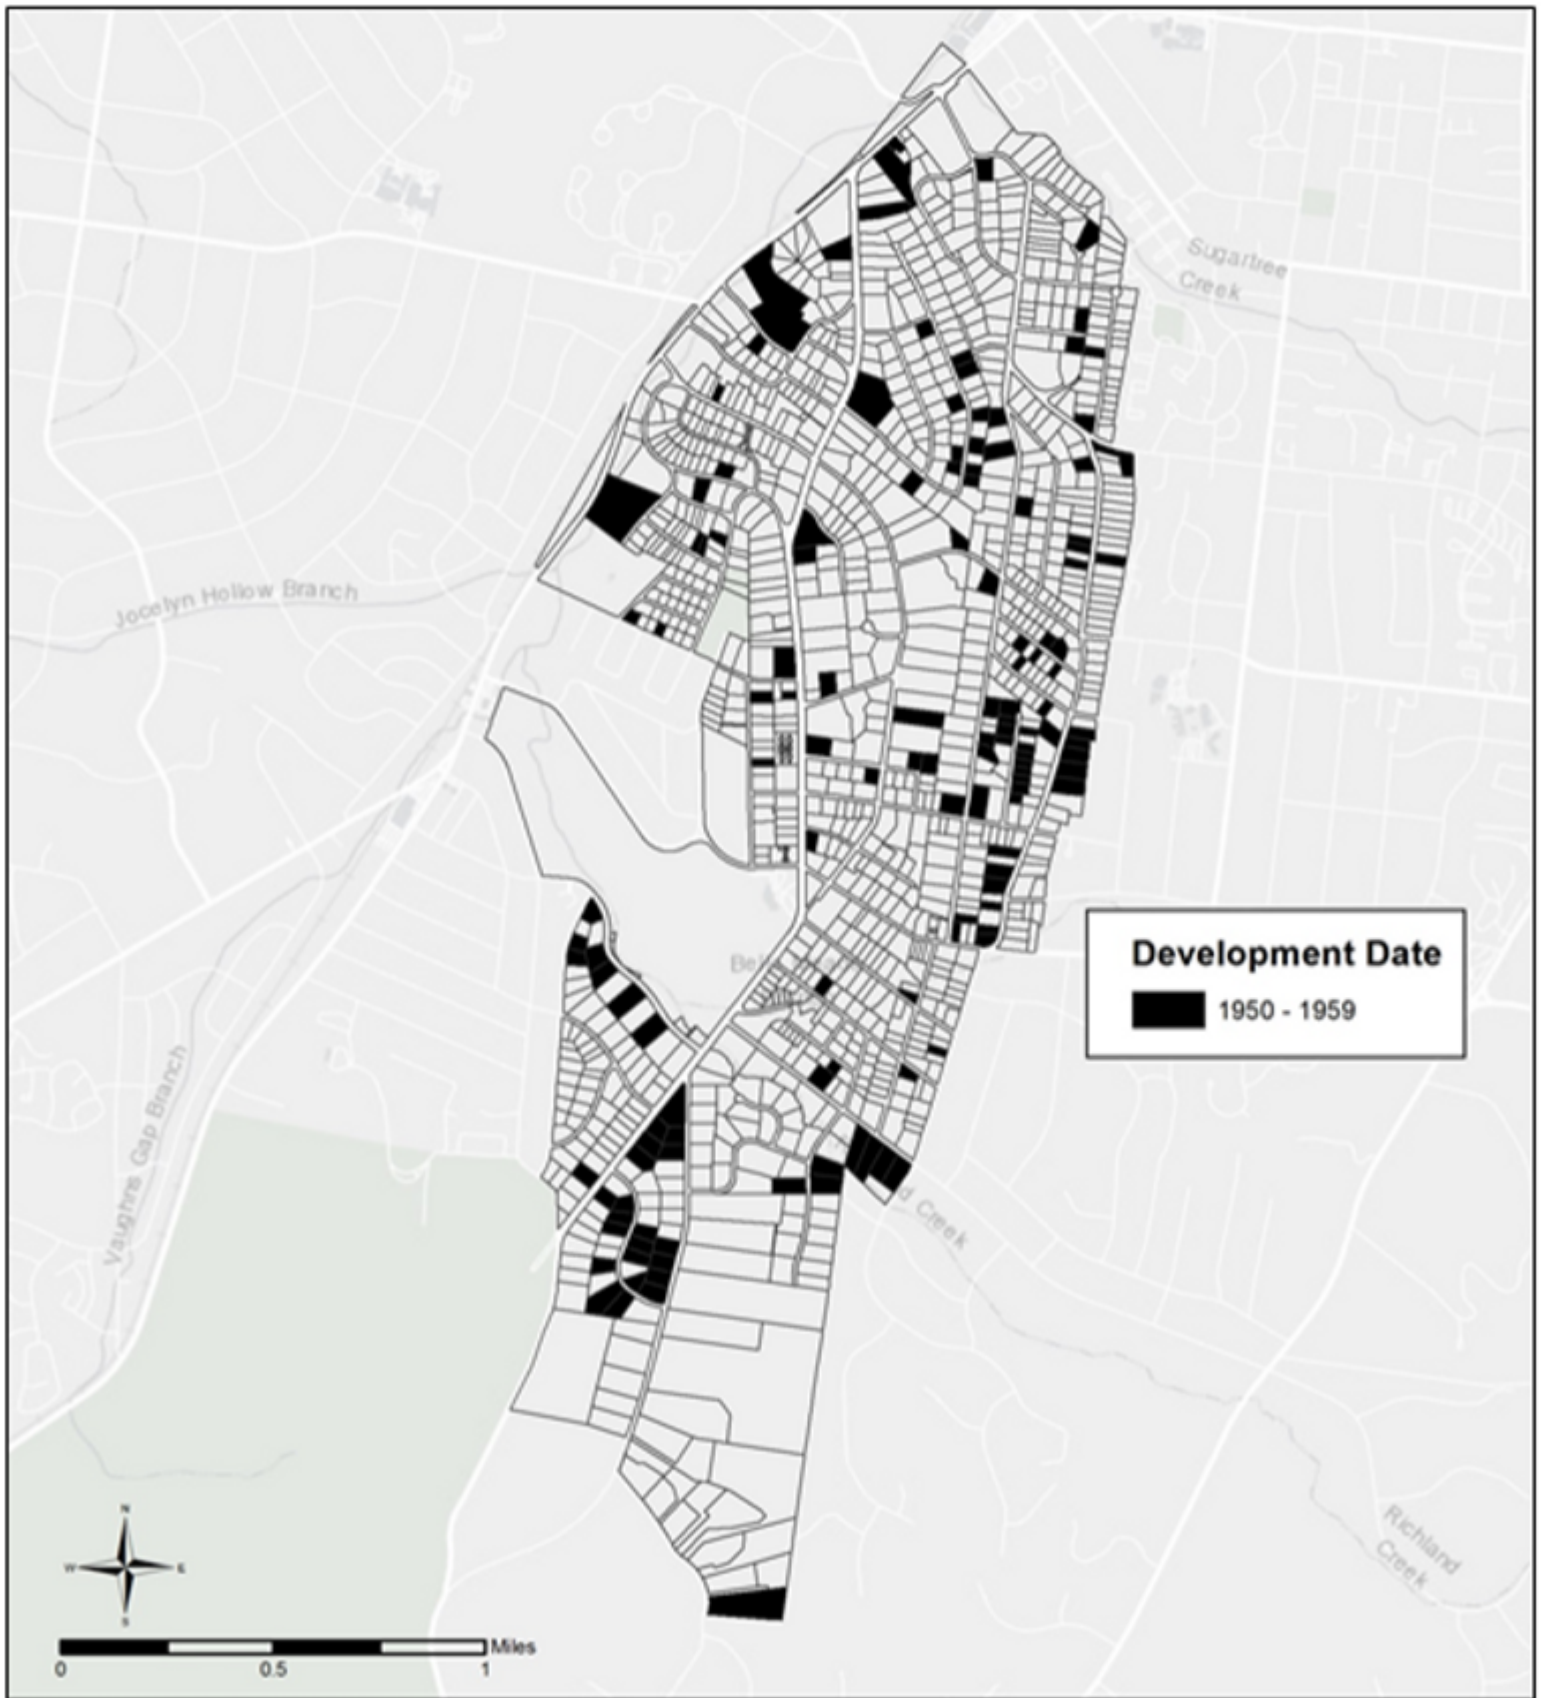 Sugartree
Creek
Jocelyn Hollow Branch
Development Date
1950 - 1959
Vaughns Gap Branch
Creek
Richland
Creek
N
W E
S
Miles
0 0.5 1